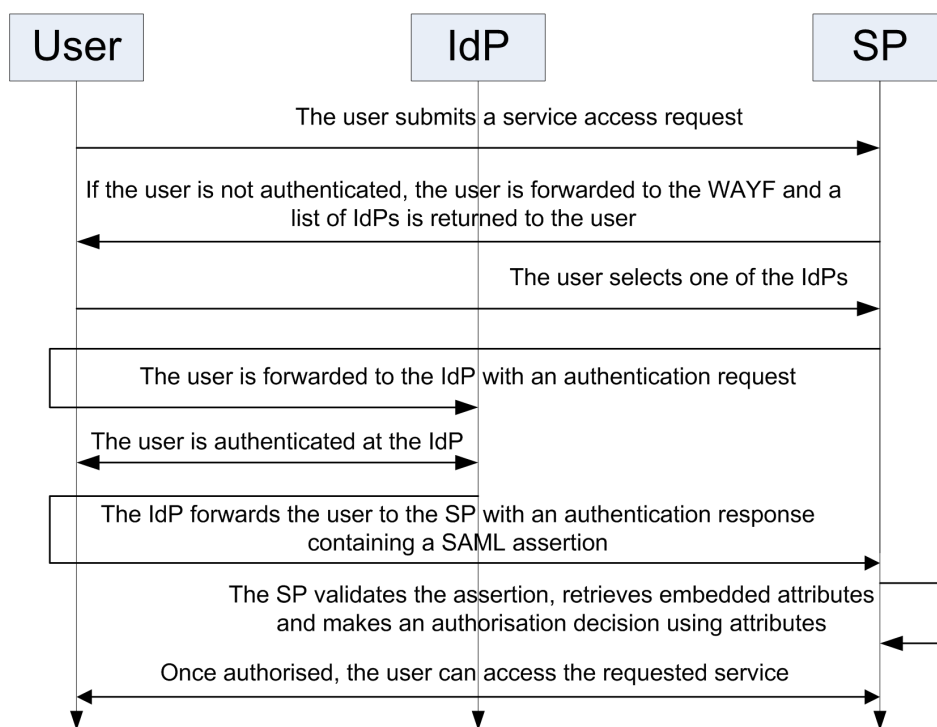 User
IdP
SP
The user submits a service access request
If the user is not authenticated, the user is forwarded to the WAYF and a
list of IdPs is returned to the user
The user selects one of the IdPs
The user is forwarded to the IdP with an authentication request
The user is authenticated at the IdP
The IdP forwards the user to the SP with an authentication response
containing a SAML assertion
The SP validates the assertion, retrieves embedded attributes
and makes an authorisation decision using attributes
Once authorised, the user can access the requested service